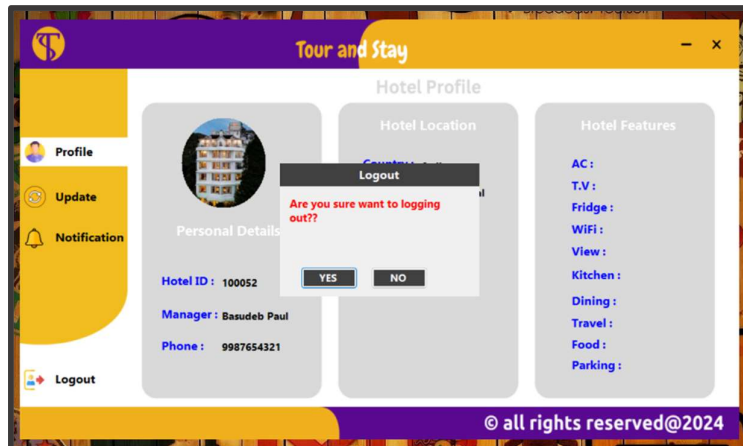 Tour and Stay
Hotel Profile
Profile
Update
Notification
Logout
Personal Details
Hotel ID : 100052
Manager : Basudeb Paul
Phone : 9987654321
Hotel Location
Logout
Are you sure want to logging
out??
YES NO
Hotel Features
AC :
T.V :
Fridge :
WiFi :
View :
Kitchen :
Dining :
Travel :
Food :
Parking :
© all rights reserved@2024